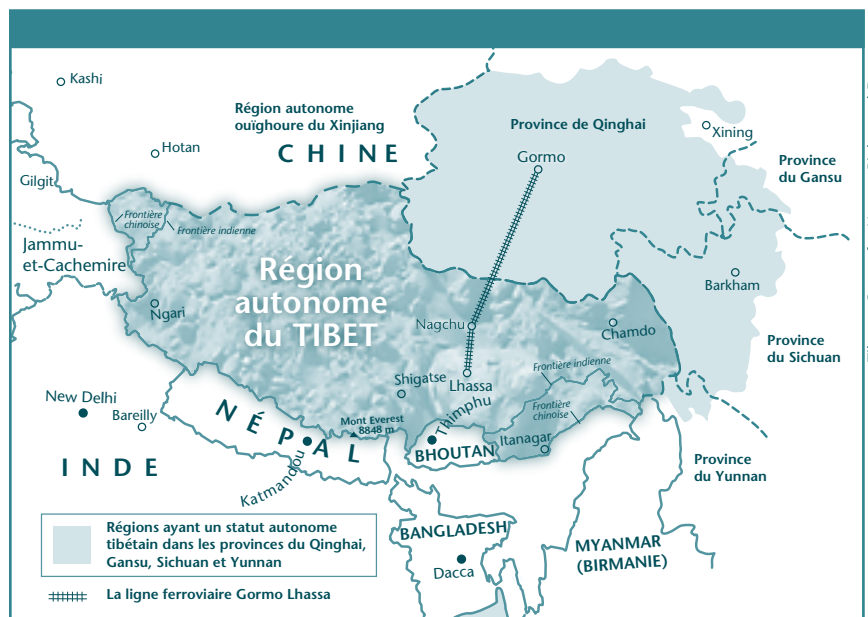 Kashi
Région autonome
ouïghoure du Xinjiang
Province de Qinghai
Xining
Hotan
CHINE
Gormo
Province
du Gansu
Gilgit
Frontière
chinoise
Frontière indienne
Jammu-
et-Cachemire
Région
autonome
du TIBET
Barkham
Ngari
Nagchu
Chamdo
Province
du Sichuan
Frontière indienne
Shigatse
Lhassa
New Delhi
Bareilly
NÉPAL
Mont Everest
8848 m
Thimphu
Frontière
chinoise
Itanagar
BHOUTAN
INDE
Katmandou
Province
du Yunnan
Régions ayant un statut autonome
tibétain dans les provinces du Qinghai,
Gansu, Sichuan et Yunnan
BANGLADESH
MYANMAR
(BIRMANIE)
Dacca
La ligne ferroviaire Gormo Lhassa